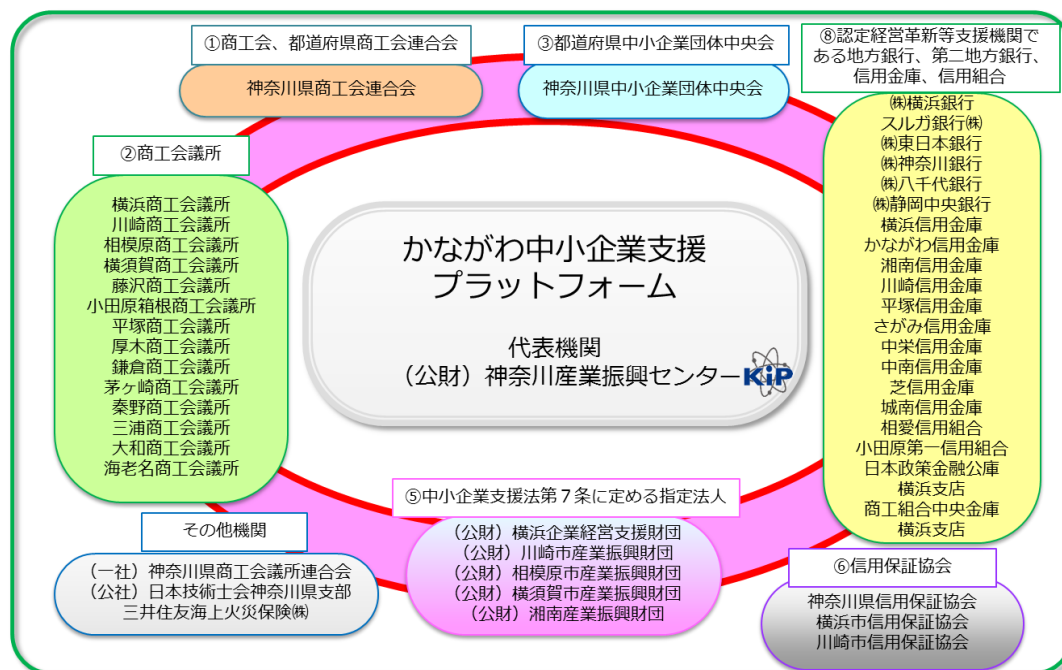 ①商工会、都道府県商工会連合会
神奈川県商工会連合会
③都道府県中小企業団体中央会
神奈川県中小企業団体中央会
⑧認定経営革新等支援機関で
ある地方銀行、第二地方銀行、
信用金庫、信用組合
㈱横浜銀行
スルガ銀行㈱
㈱東日本銀行
㈱神奈川銀行
㈱八千代銀行
㈱静岡中央銀行
横浜信用金庫
かながわ信用金庫
湘南信用金庫
川崎信用金庫
平塚信用金庫
さがみ信用金庫
中栄信用金庫
中南信用金庫
芝信用金庫
城南信用金庫
相愛信用組合
小田原第一信用組合
日本政策金融公庫
横浜支店
商工組合中央金庫
横浜支店
②商工会議所
横浜商工会議所
川崎商工会議所
相模原商工会議所
横須賀商工会議所
藤沢商工会議所
小田原箱根商工会議所
平塚商工会議所
厚木商工会議所
鎌倉商工会議所
茅ヶ崎商工会議所
秦野商工会議所
三浦商工会議所
大和商工会議所
海老名商工会議所
かながわ中小企業支援
プラットフォーム
代表機関
（公財）神奈川産業振興センター
KiP
⑤中小企業支援法第７条に定める指定法人
（公財）横浜企業経営支援財団
（公財）川崎市産業振興財団
（公財）相模原市産業振興財団
（公財）横須賀市産業振興財団
（公財）湘南産業振興財団
その他機関
（一社）神奈川県商工会議所連合会
（公社）日本技術士会神奈川県支部
三井住友海上火災保険㈱
⑥信用保証協会
神奈川県信用保証協会
横浜市信用保証協会
川崎市信用保証協会